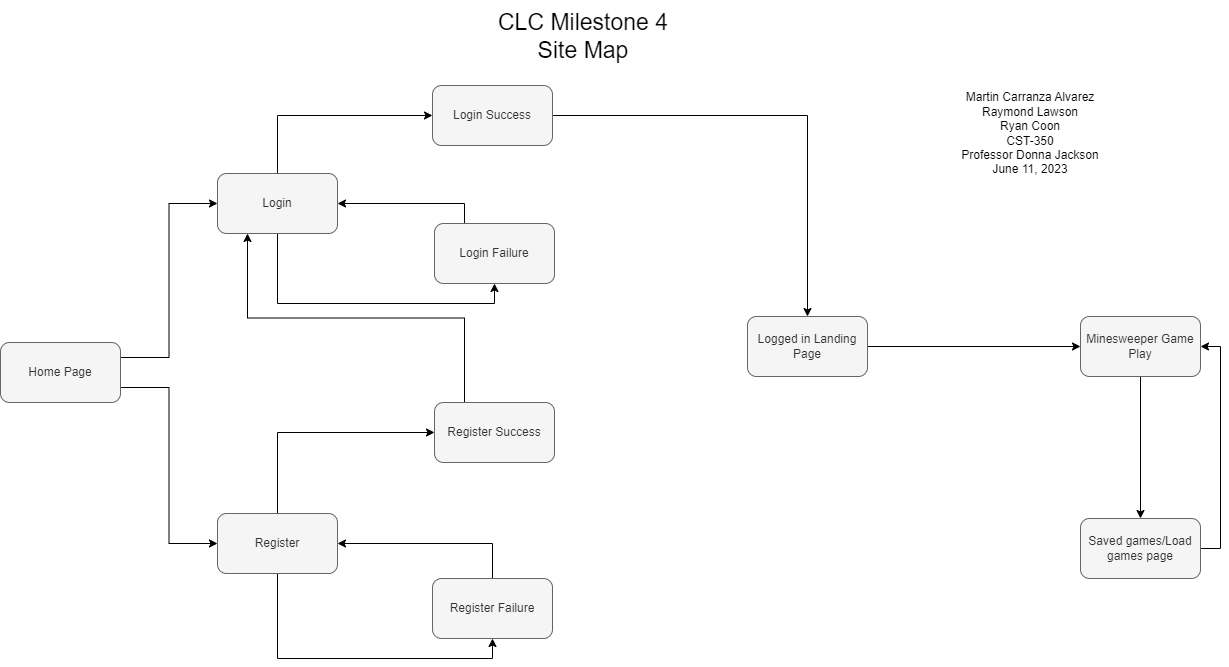 CLC Milestone 4
Site Map
Martin Carranza Alvarez
Raymond Lawson
Ryan Coon
CST-350
Professor Donna Jackson
June 11, 2023
Login Success
Login
Login Failure
Home Page
Logged in Landing
Page
Minesweeper Game
Play
Register Success
Register
Saved games/Load
games page
Register Failure